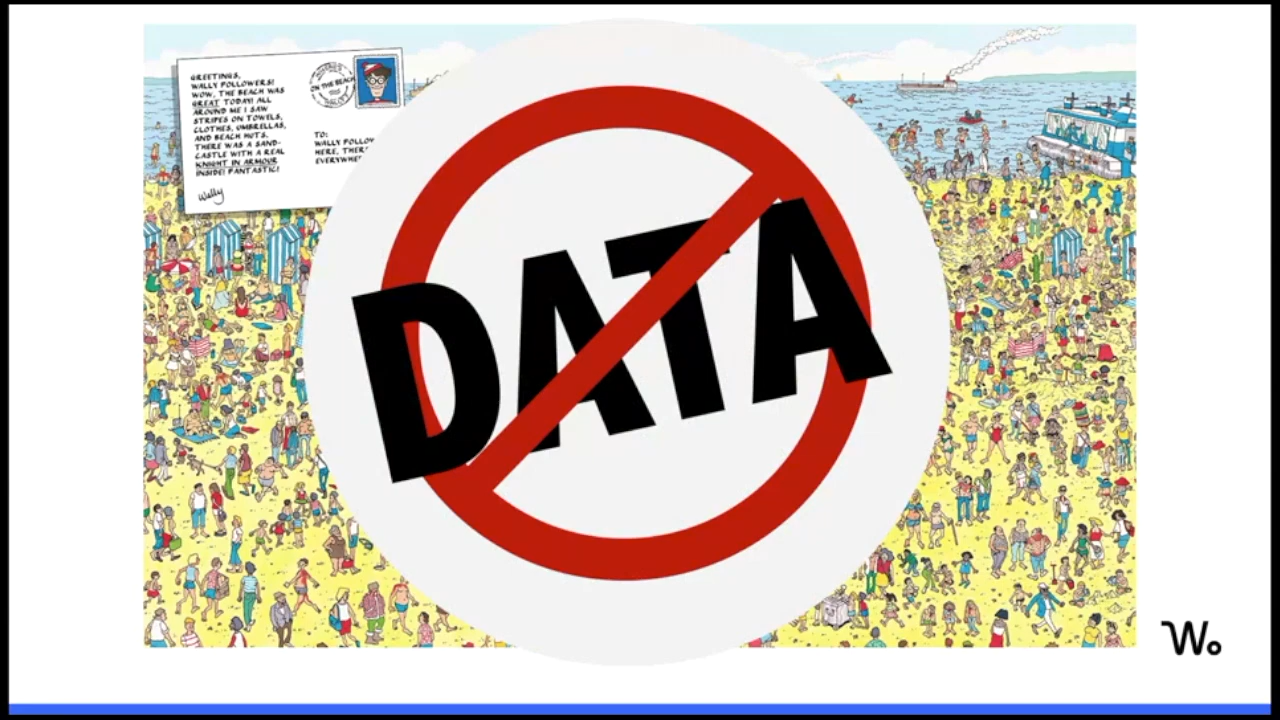 GREETINGS,
WALLY FOLLOWERS!
WOW, THE BEACH WAS
GREAT TODAY! ALL
AROUND ME I SAW
STRIPES ON TOWELS,
CLOTHES, UMBRELLAS,
AND BEACH HUTS.
THERE WAS A SAND-
CASTLE WITH A REAL
KNIGHT IN ARMOUR
INSIDE! FANTASTIC!
Wally
ON THE BEACH
TO:
WALLY FOLLOW
HERE, THER
EVERYWHE
DATA
Wo